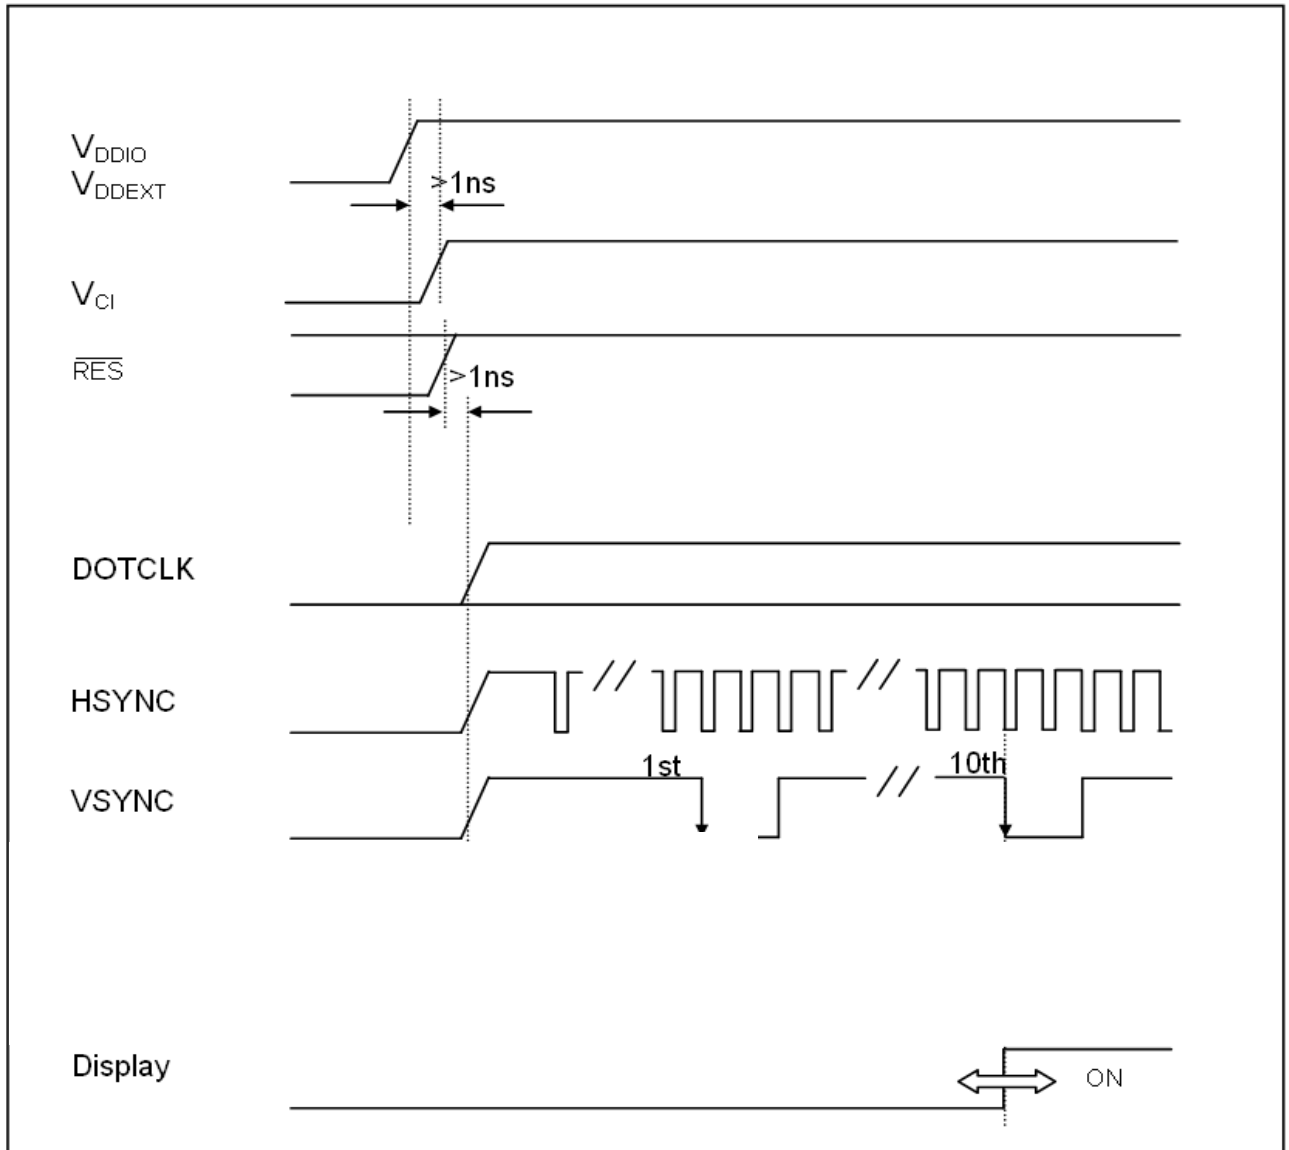 VDDIO
VDDEXT
>1ns
VCI
RES
>1ns
DOTCLK
HSYNC
1st
10th
VSYNC
Display
ON